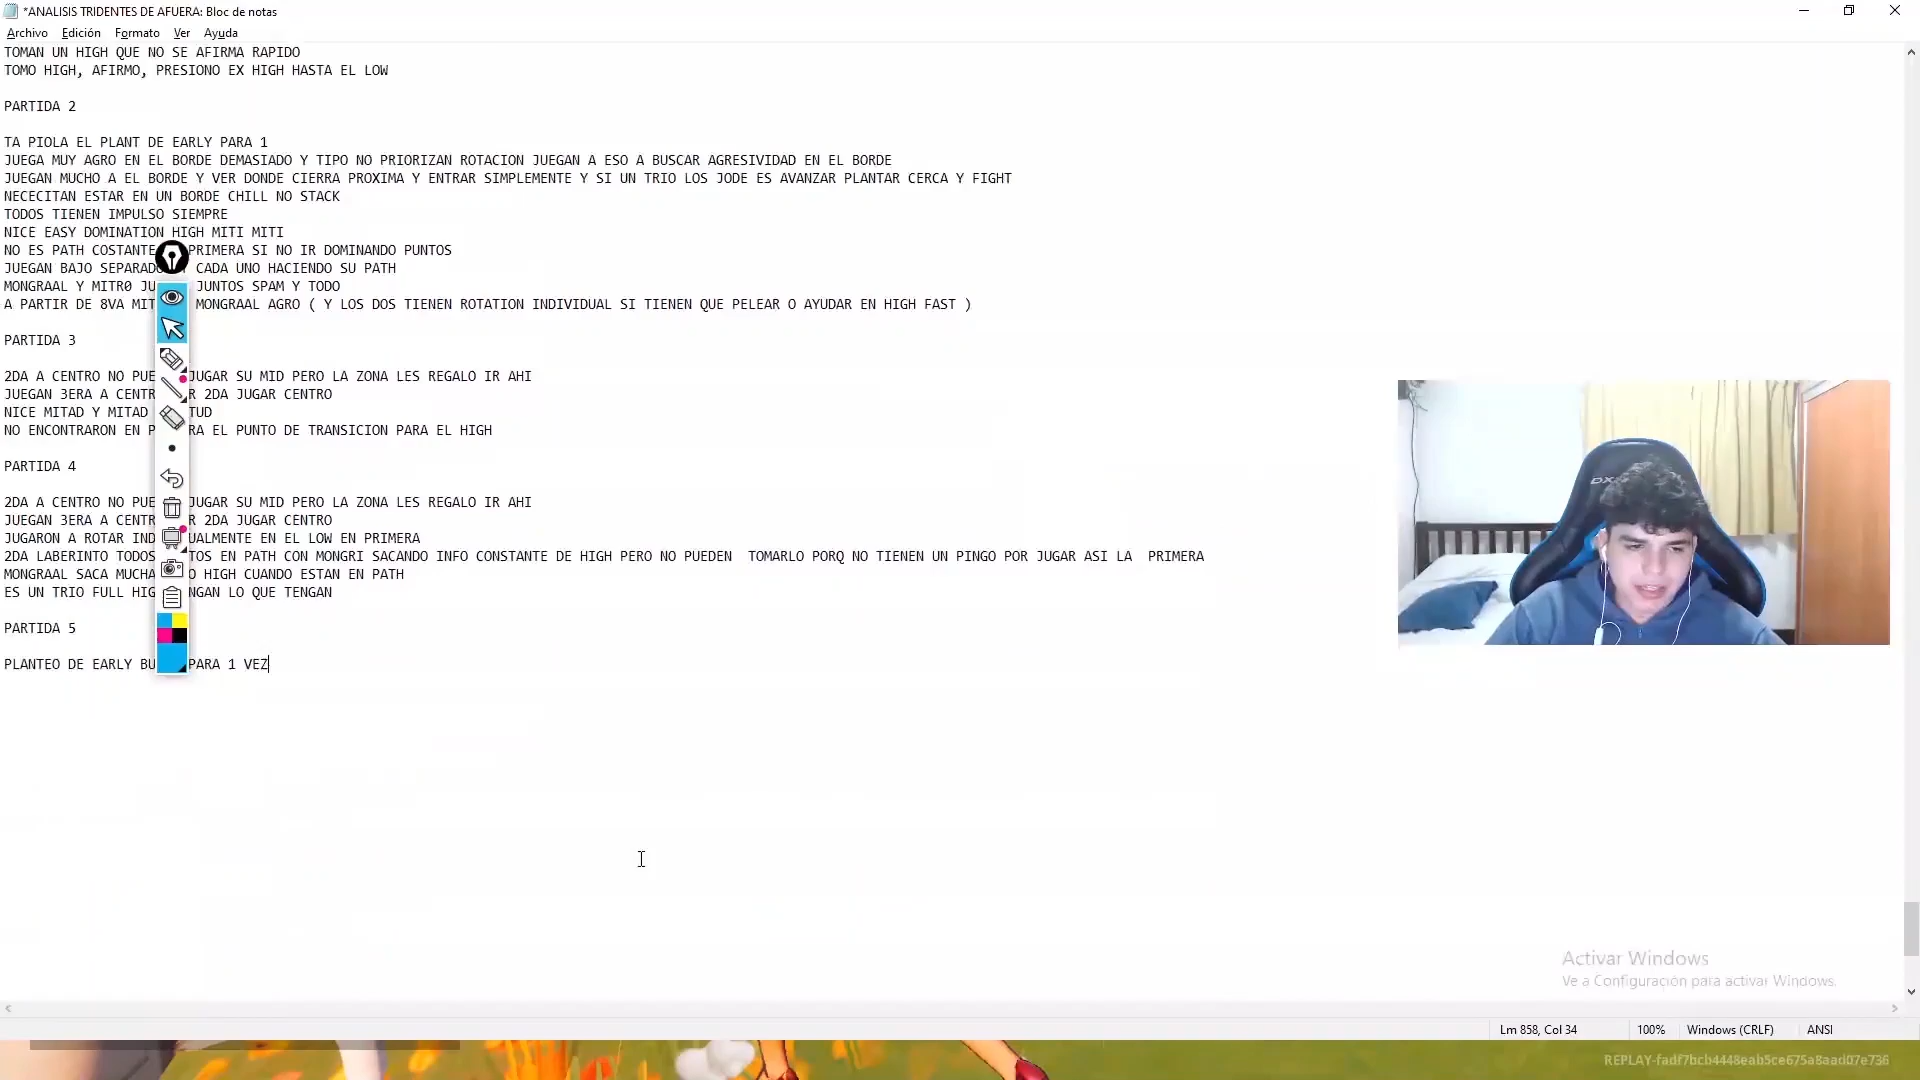 *ANALISIS TRIDENTES DE AFUERA: Bloc de notas
Archivo Edición Formato Ver Ayuda
TOMAN UN HIGH QUE NO SE AFIRMA RAPIDO
TOMO HIGH, AFIRMO, PRESIONO EX HIGH HASTA EL LOW
PARTIDA 2
TA PIOLA EL PLANT DE EARLY PARA 1
JUEGA MUY AGRO EN EL BORDE DEMASIADO Y TIPO NO PRIORIZAN ROTACION JUEGAN A ESO A BUSCAR AGRESIVIDAD EN EL BORDE
JUEGAN MUCHO A EL BORDE Y VER DONDE CIERRA PROXIMA Y ENTRAR SIMPLEMENTE Y SI UN TRIO LOS JODE ES AVANZAR PLANTAR CERCA Y FIGHT
NECECITAN ESTAR EN UN BORDE CHILL NO STACK
TODOS TIENEN IMPULSO SIEMPRE
NICE EASY DOMINATION HIGH MITI MITI
NO ES PATH COSTANTE PRIMERA SI NO IR DOMINANDO PUNTOS
JUEGAN BAJO SEPARADO CADA UNO HACIENDO SU PATH
MONGRAAL Y MITR0 JUNTOS SPAM Y TODO
A PARTIR DE 8VA MIT MONGRAAL AGRO ( Y LOS DOS TIENEN ROTATION INDIVIDUAL SI TIENEN QUE PELEAR O AYUDAR EN HIGH FAST )
PARTIDA 3
2DA A CENTRO NO PUE JUGAR SU MID PERO LA ZONA LES REGALO IR AHI
JUEGAN 3ERA A CENTR R 2DA JUGAR CENTRO
NICE MITAD Y MITAD TUD
NO ENCONTRARON EN P RA EL PUNTO DE TRANSICION PARA EL HIGH
PARTIDA 4
2DA A CENTRO NO PUE JUGAR SU MID PERO LA ZONA LES REGALO IR AHI
JUEGAN 3ERA A CENTR R 2DA JUGAR CENTRO
JUGARON A ROTAR IND UALMENTE EN EL LOW EN PRIMERA
2DA LABERINTO TODOS TOS EN PATH CON MONGRI SACANDO INFO CONSTANTE DE HIGH PERO NO PUEDEN TOMARLO PORQ NO TIENEN UN PINGO POR JUGAR ASI LA PRIMERA
MONGRAAL SACA MUCHA O HIGH CUANDO ESTAN EN PATH
ES UN TRIO FULL HIG NGAN LO QUE TENGAN
PARTIDA 5
PLANTEO DE EARLY BU PARA 1 VEZ
Activar Windows
Ve a Configuración para activar Windows.
Lm 858, Col 34 100% Windows (CRLF) ANSI
REPLAY-fadf7bcb4448eab5ce675a8aad07e736